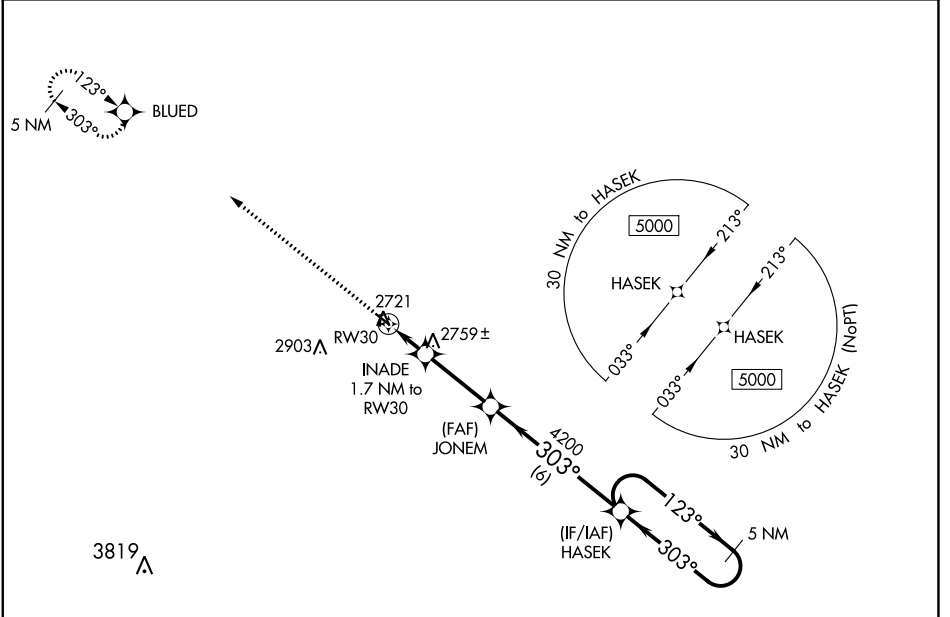 123°
303°
5 NM
BLUED
30 NM to HASEK
5000
213°
HASEK
033°
213°
HASEK
033°
5000
30 NM to HASEK (NoPT)
2721
RW30
2903
2759±
INADE
1.7 NM to
RW30
(FAF)
JONEM
4200
303°
(6)
(IF/IAF)
HASEK
123°
303°
5 NM
3819